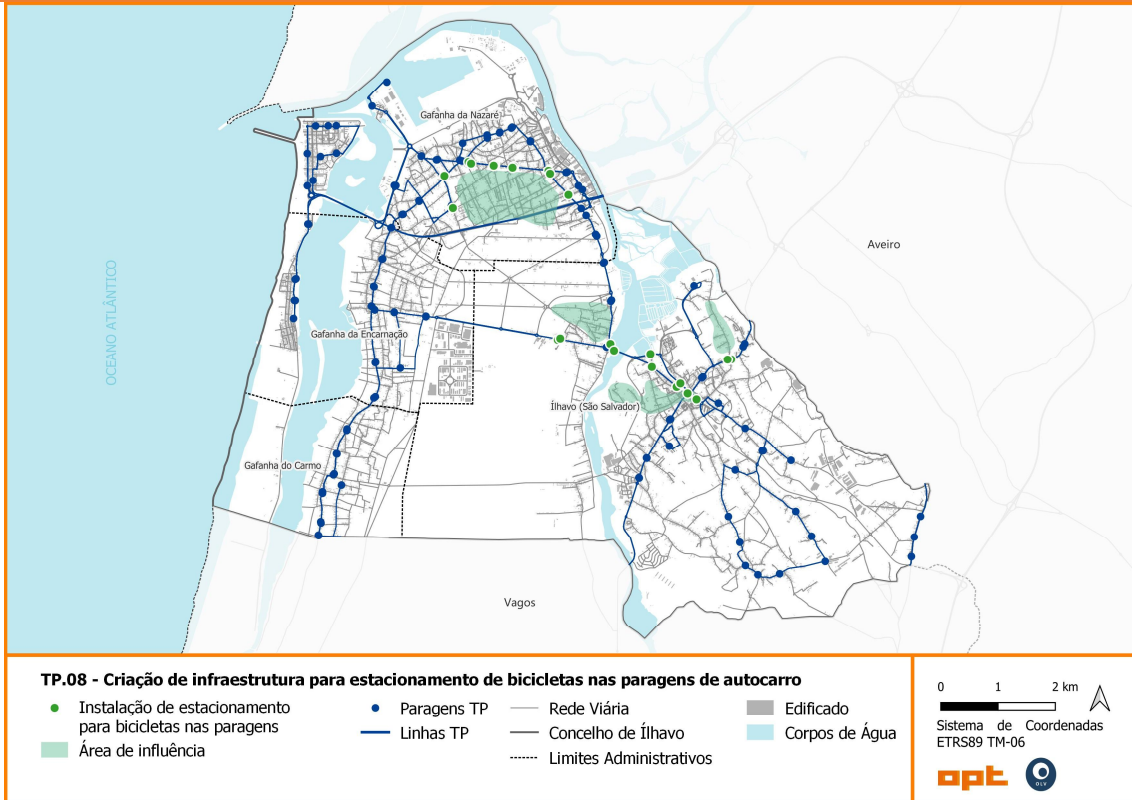 Gafanha da Nazaré
Aveiro
OCEANO ATLÂNTICO
Gafanha da Encarnação
Ílhavo (São Salvador)
Gafanha do Carmo
Vagos
TP.08 - Criação de infraestrutura para estacionamento de bicicletas nas paragens de autocarro
Instalação de estacionamento
para bicicletas nas paragens
Área de influência
Paragens TP
Linhas TP
Rede Viária
Concelho de Ílhavo
Limites Administrativos
Edificado
Corpos de Água
0 1 2 km
Sistema de Coordenadas
ETRS89 TM-06
opt
OLV